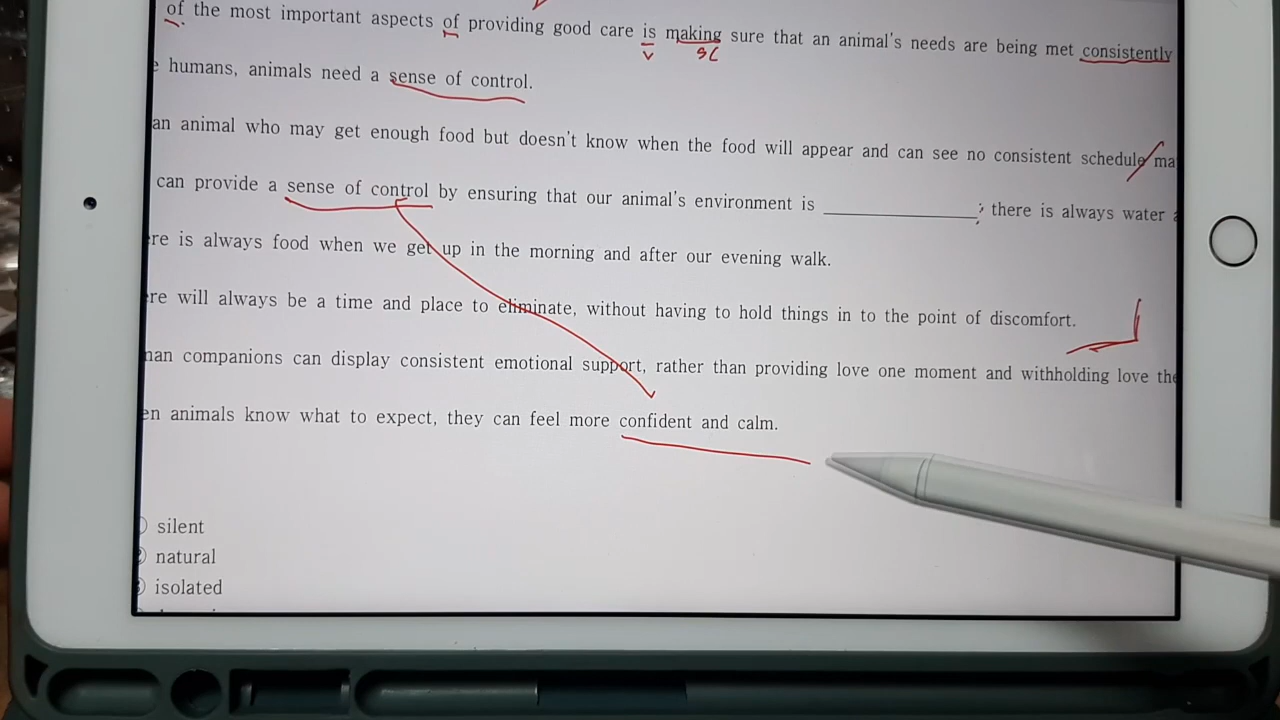 of the most important aspects of providing good care is making sure that an animal's needs are being met consistently
v sc
humans, animals need a sense of control.
an animal who may get enough food but doesn't know when the food will appear and can see no consistent schedule ma
can provide a sense of control by ensuring that our animal's environment is ____________; there is always water
re is always food when we get up in the morning and after our evening walk.
re will always be a time and place to eliminate, without having to hold things in to the point of discomfort.
man companions can display consistent emotional support, rather than providing love one moment and withholding love the
en animals know what to expect, they can feel more confident and calm.
silent
natural
③ isolated